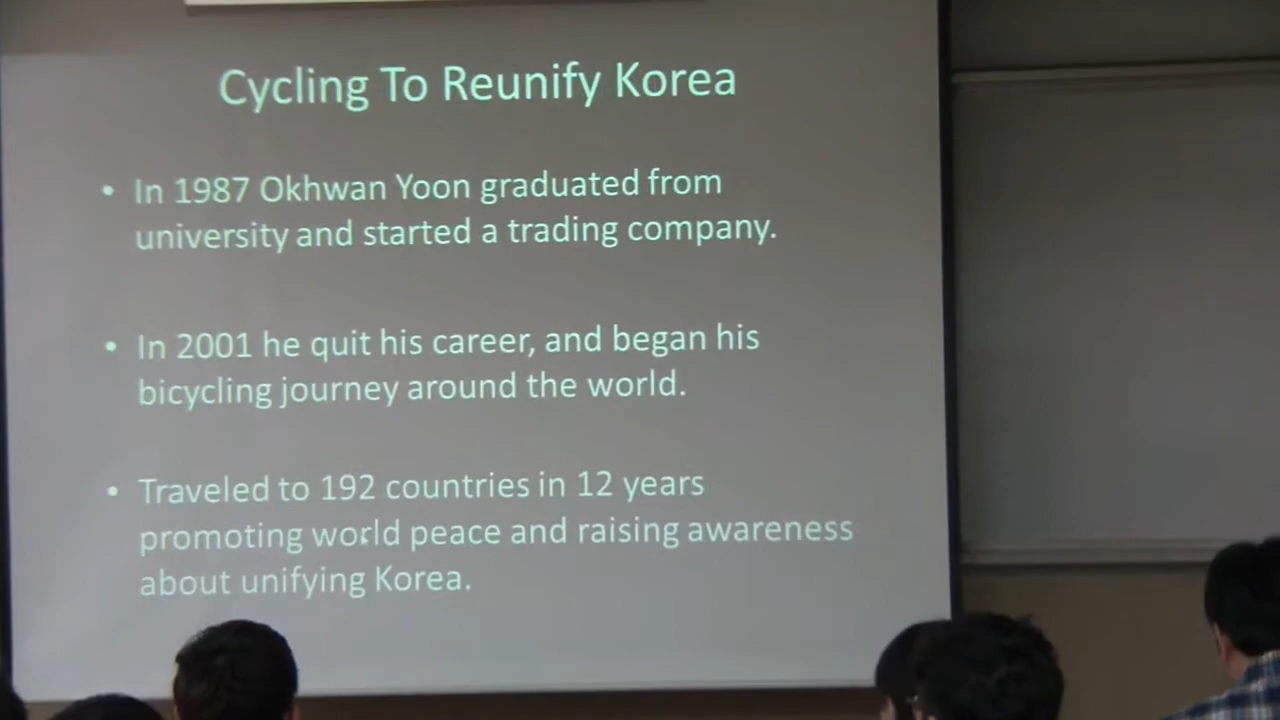 Cycling To Reunify Korea
• In 1987 Okhwan Yoon graduated from
university and started a trading company.
• In 2001 he quit his career, and began his
bicycling journey around the world.
• Traveled to 192 countries in 12 years
promoting world peace and raising awareness
about unifying Korea.